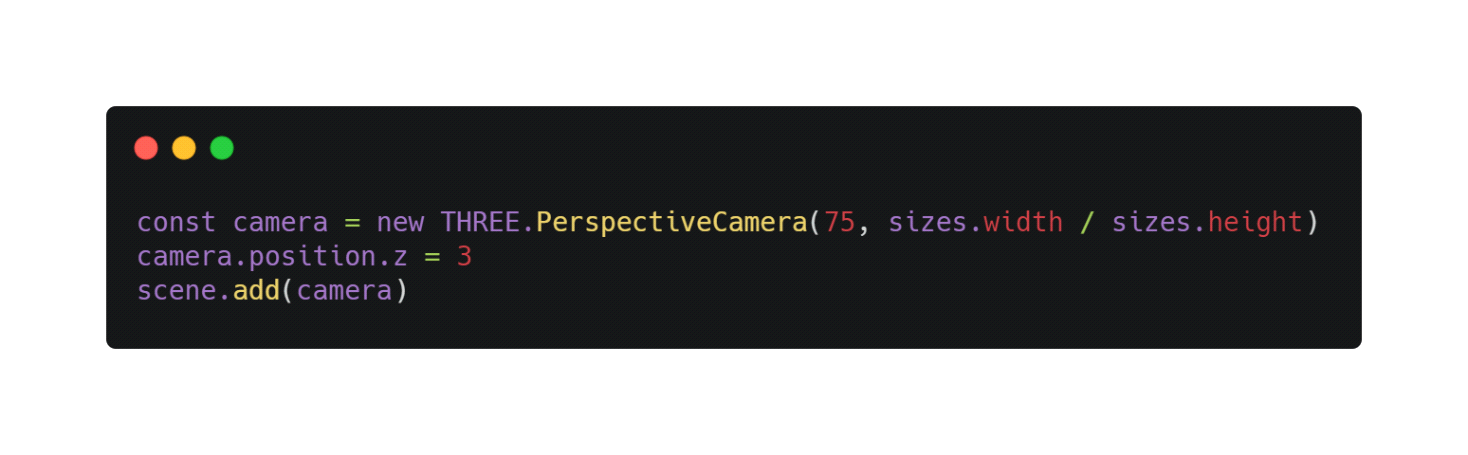 const camera = new THREE.PerspectiveCamera(75, sizes.width / sizes.height)
camera.position.z = 3
scene.add(camera)